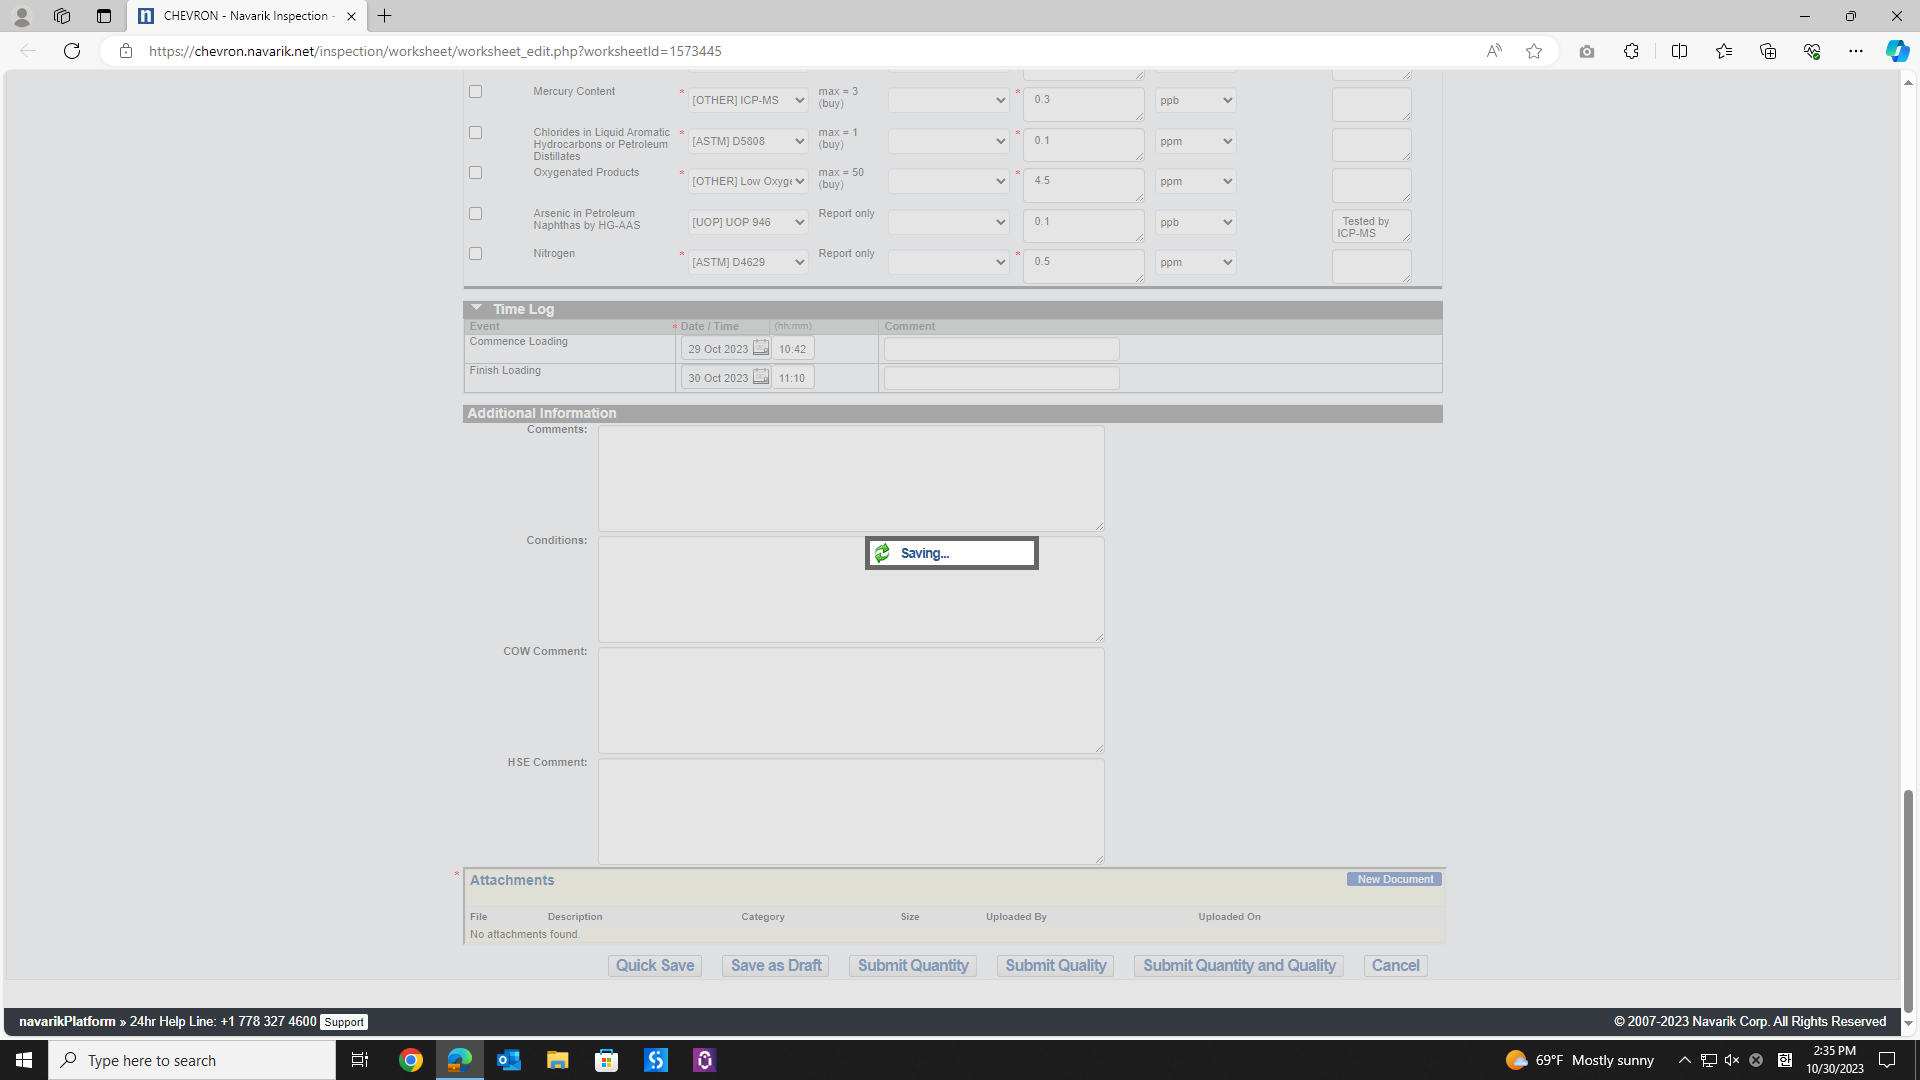 CHEVRON - Navarik Inspection -
https://chevron.navarik.net/inspection/worksheet/worksheet_edit.php?worksheetId=1573445
Mercury Content * [OTHER] ICP-MS max = 3 * 0.3 ppb
(buy)
Chlorides in Liquid Aromatic * [ASTM] D5808 max = 1 * 0.1 ppm
Hydrocarbons or Petroleum (buy)
Distillates
Oxygenated Products * [OTHER] Low Oxyge max = 50 * 4.5 ppm
(buy)
Arsenic in Petroleum [UOP] UOP 946 Report only 0.1 ppb Tested by
Naphthas by HG-AAS ICP-MS
Nitrogen * [ASTM] D4629 Report only * 0.5 ppm
Time Log
Event * Date / Time (hh:mm) Comment
Commence Loading 29 Oct 2023 10:42
Finish Loading 30 Oct 2023 11:10
Additional Information
Comments:
Conditions:
Saving...
COW Comment:
HSE Comment:
* Attachments New Document
File Description Category Size Uploaded By Uploaded On
No attachments found.
Quick Save Save as Draft Submit Quantity Submit Quality Submit Quantity and Quality Cancel
navarikPlatform » 24hr Help Line: +1 778 327 4600 Support © 2007-2023 Navarik Corp. All Rights Reserved
Type here to search 69°F Mostly sunny 2:35 PM
10/30/2023